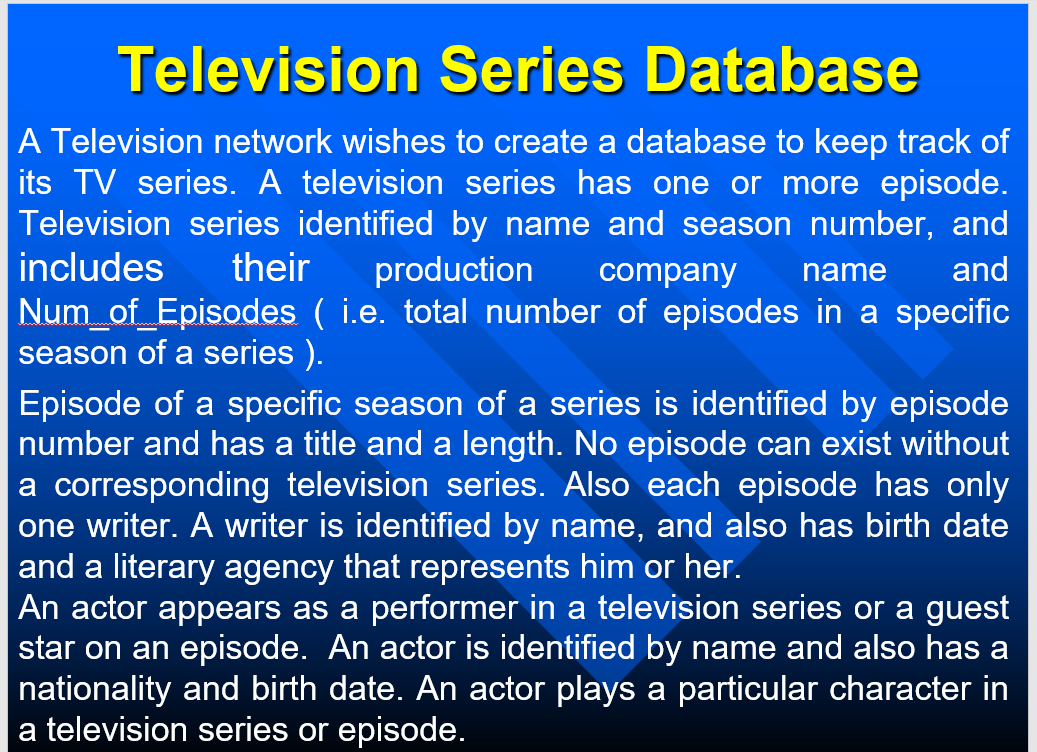 Television Series Database
A Television network wishes to create a database to keep track of
its TV series. A television series has one or more episode.
Television series identified by name and season number, and
includes their production company name and
Num_of_Episodes ( i.e. total number of episodes in a specific
season of a series ).
Episode of a specific season of a series is identified by episode
number and has a title and a length. No episode can exist without
a corresponding television series. Also each episode has only
one writer. A writer is identified by name, and also has birth date
and a literary agency that represents him or her.
An actor appears as a performer in a television series or a guest
star on an episode.  An actor is identified by name and also has a
nationality and birth date. An actor plays a particular character in
a television series or episode.